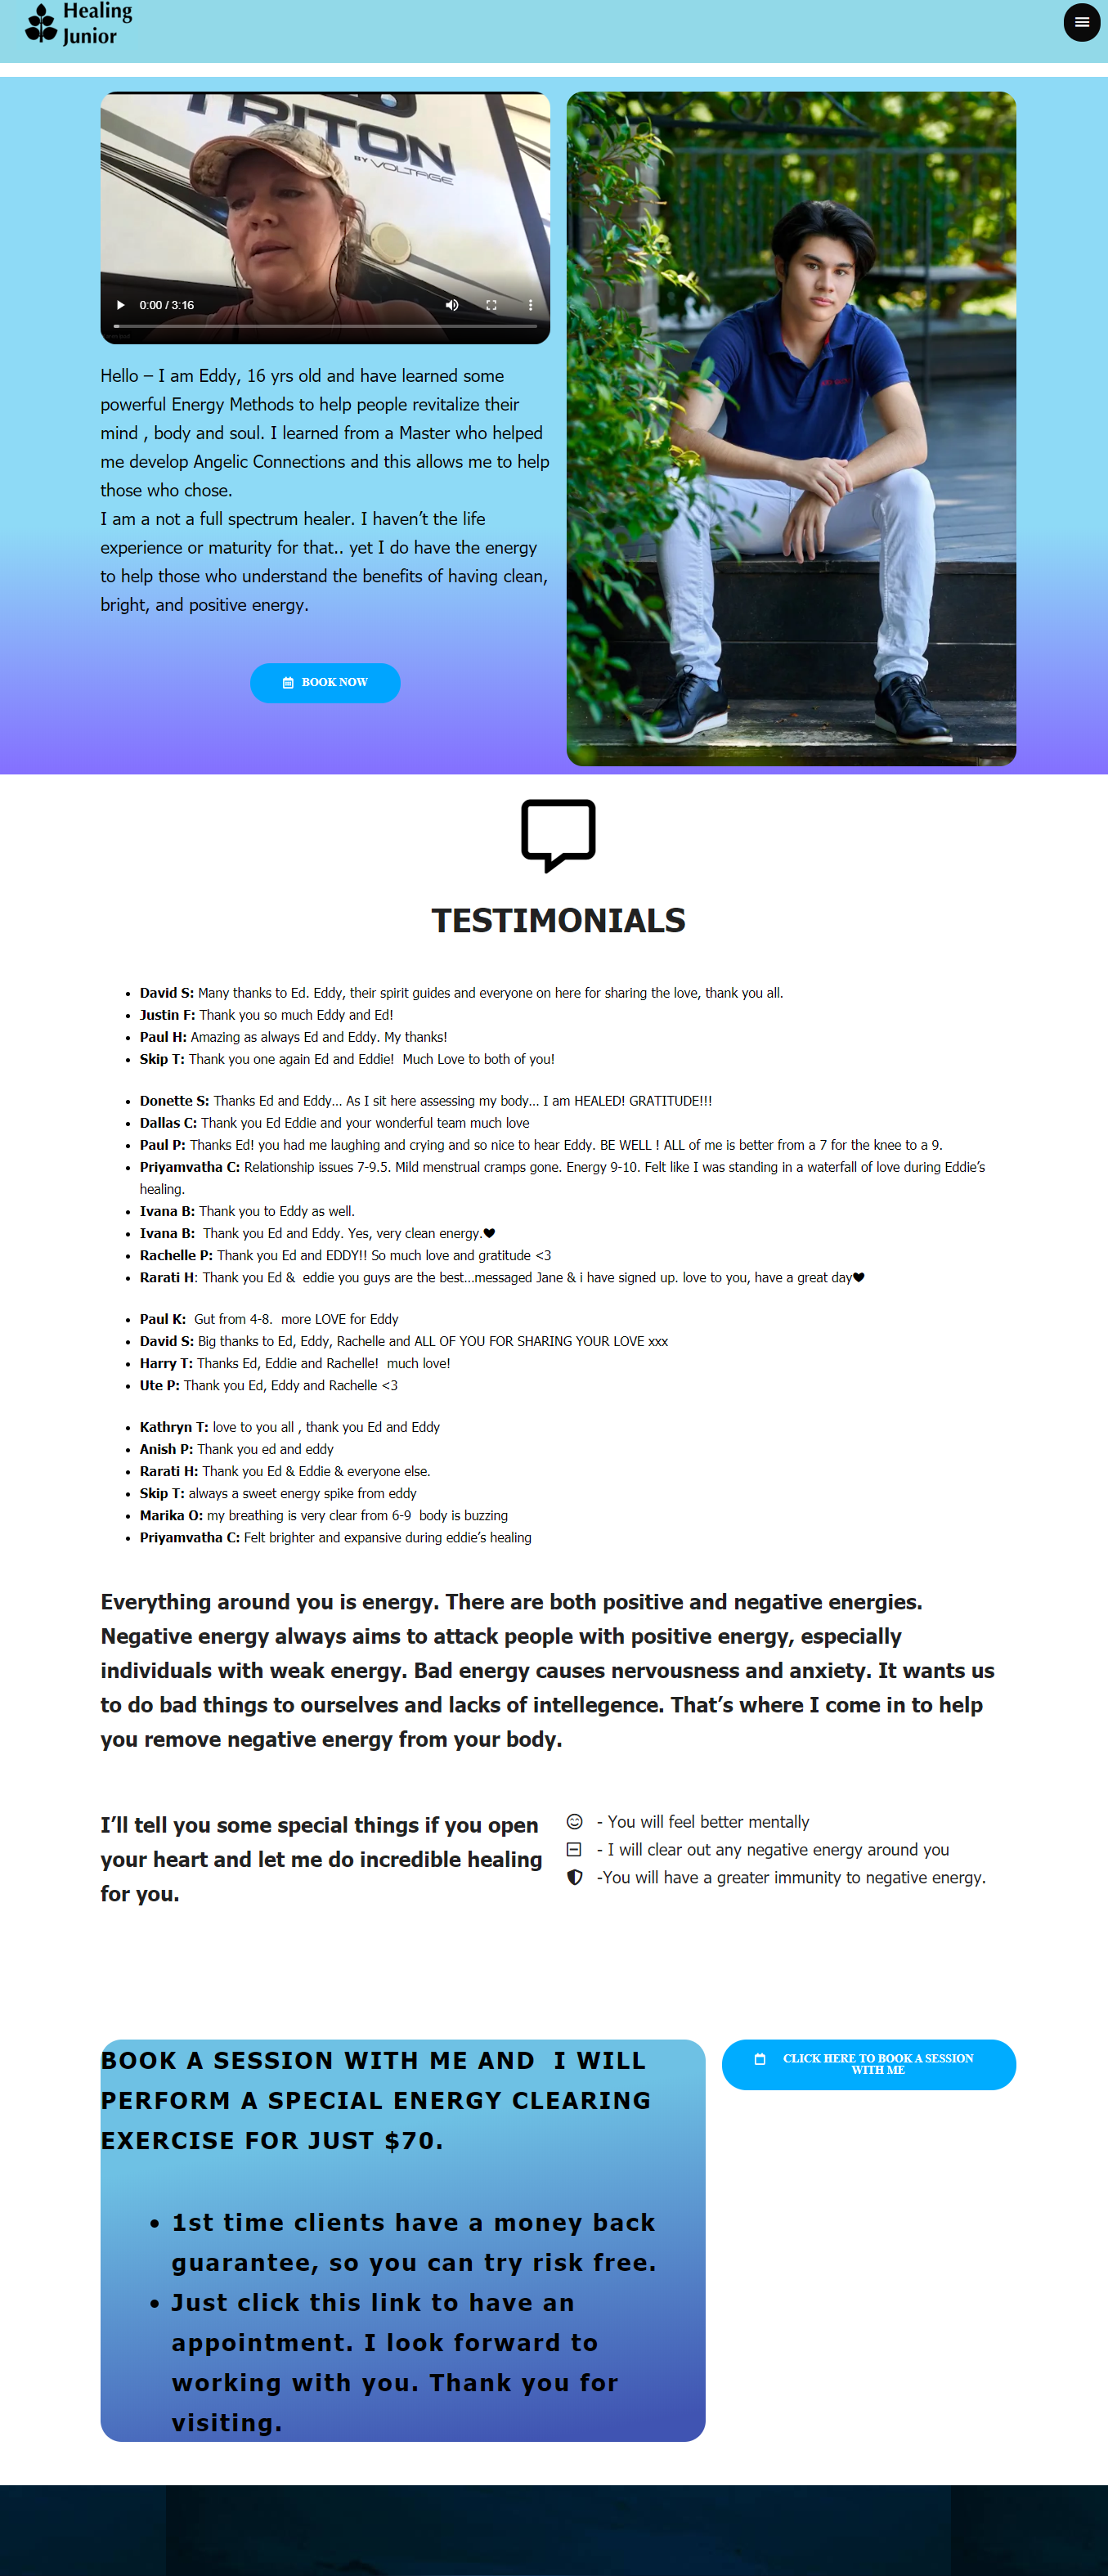 Healing
Junior
TRITON
BY VOLTAGE
0:00 / 3:16
Hello – I am Eddy, 16 yrs old and have learned some
powerful Energy Methods to help people revitalize their
mind , body and soul. I learned from a Master who helped
me develop Angelic Connections and this allows me to help
those who chose.
I am a not a full spectrum healer. I haven’t the life
experience or maturity for that.. yet I do have the energy
to help those who understand the benefits of having clean,
bright, and positive energy.
BOOK NOW
TESTIMONIALS
• David S: Many thanks to Ed. Eddy, their spirit guides and everyone on here for sharing the love, thank you all.
• Justin F: Thank you so much Eddy and Ed!
• Paul H: Amazing as always Ed and Eddy. My thanks!
• Skip T: Thank you one again Ed and Eddie!  Much Love to both of you!
• Donette S: Thanks Ed and Eddy… As I sit here assessing my body… I am HEALED! GRATITUDE!!!
• Dallas C: Thank you Ed Eddie and your wonderful team much love
• Paul P: Thanks Ed! you had me laughing and crying and so nice to hear Eddy. BE WELL ! ALL of me is better from a 7 for the knee to a 9.
• Priyamvatha C: Relationship issues 7-9.5. Mild menstrual cramps gone. Energy 9-10. Felt like I was standing in a waterfall of love during Eddie’s
healing.
• Ivana B: Thank you to Eddy as well.
• Ivana B:  Thank you Ed and Eddy. Yes, very clean energy.♥
• Rachelle P: Thank you Ed and EDDY!! So much love and gratitude <3
• Rarati H: Thank you Ed &  eddie you guys are the best…messaged Jane & i have signed up. love to you, have a great day♥
• Paul K:  Gut from 4-8.  more LOVE for Eddy
• David S: Big thanks to Ed, Eddy, Rachelle and ALL OF YOU FOR SHARING YOUR LOVE xxx
• Harry T: Thanks Ed, Eddie and Rachelle!  much love!
• Ute P: Thank you Ed, Eddy and Rachelle <3
• Kathryn T: love to you all , thank you Ed and Eddy
• Anish P: Thank you ed and eddy
• Rarati H: Thank you Ed & Eddie & everyone else.
• Skip T: always a sweet energy spike from eddy
• Marika O: my breathing is very clear from 6-9  body is buzzing
• Priyamvatha C: Felt brighter and expansive during eddie’s healing
Everything around you is energy. There are both positive and negative energies.
Negative energy always aims to attack people with positive energy, especially
individuals with weak energy. Bad energy causes nervousness and anxiety. It wants us
to do bad things to ourselves and lacks of intellegence. That’s where I come in to help
you remove negative energy from your body.
I’ll tell you some special things if you open
your heart and let me do incredible healing
for you.
- You will feel better mentally
- I will clear out any negative energy around you
-You will have a greater immunity to negative energy.
BOOK A SESSION WITH ME AND  I WILL
PERFORM A SPECIAL ENERGY CLEARING
EXERCISE FOR JUST $70.
• 1st time clients have a money back
guarantee, so you can try risk free.
• Just click this link to have an
appointment. I look forward to
working with you. Thank you for
visiting.
CLICK HERE TO BOOK A SESSION
WITH ME